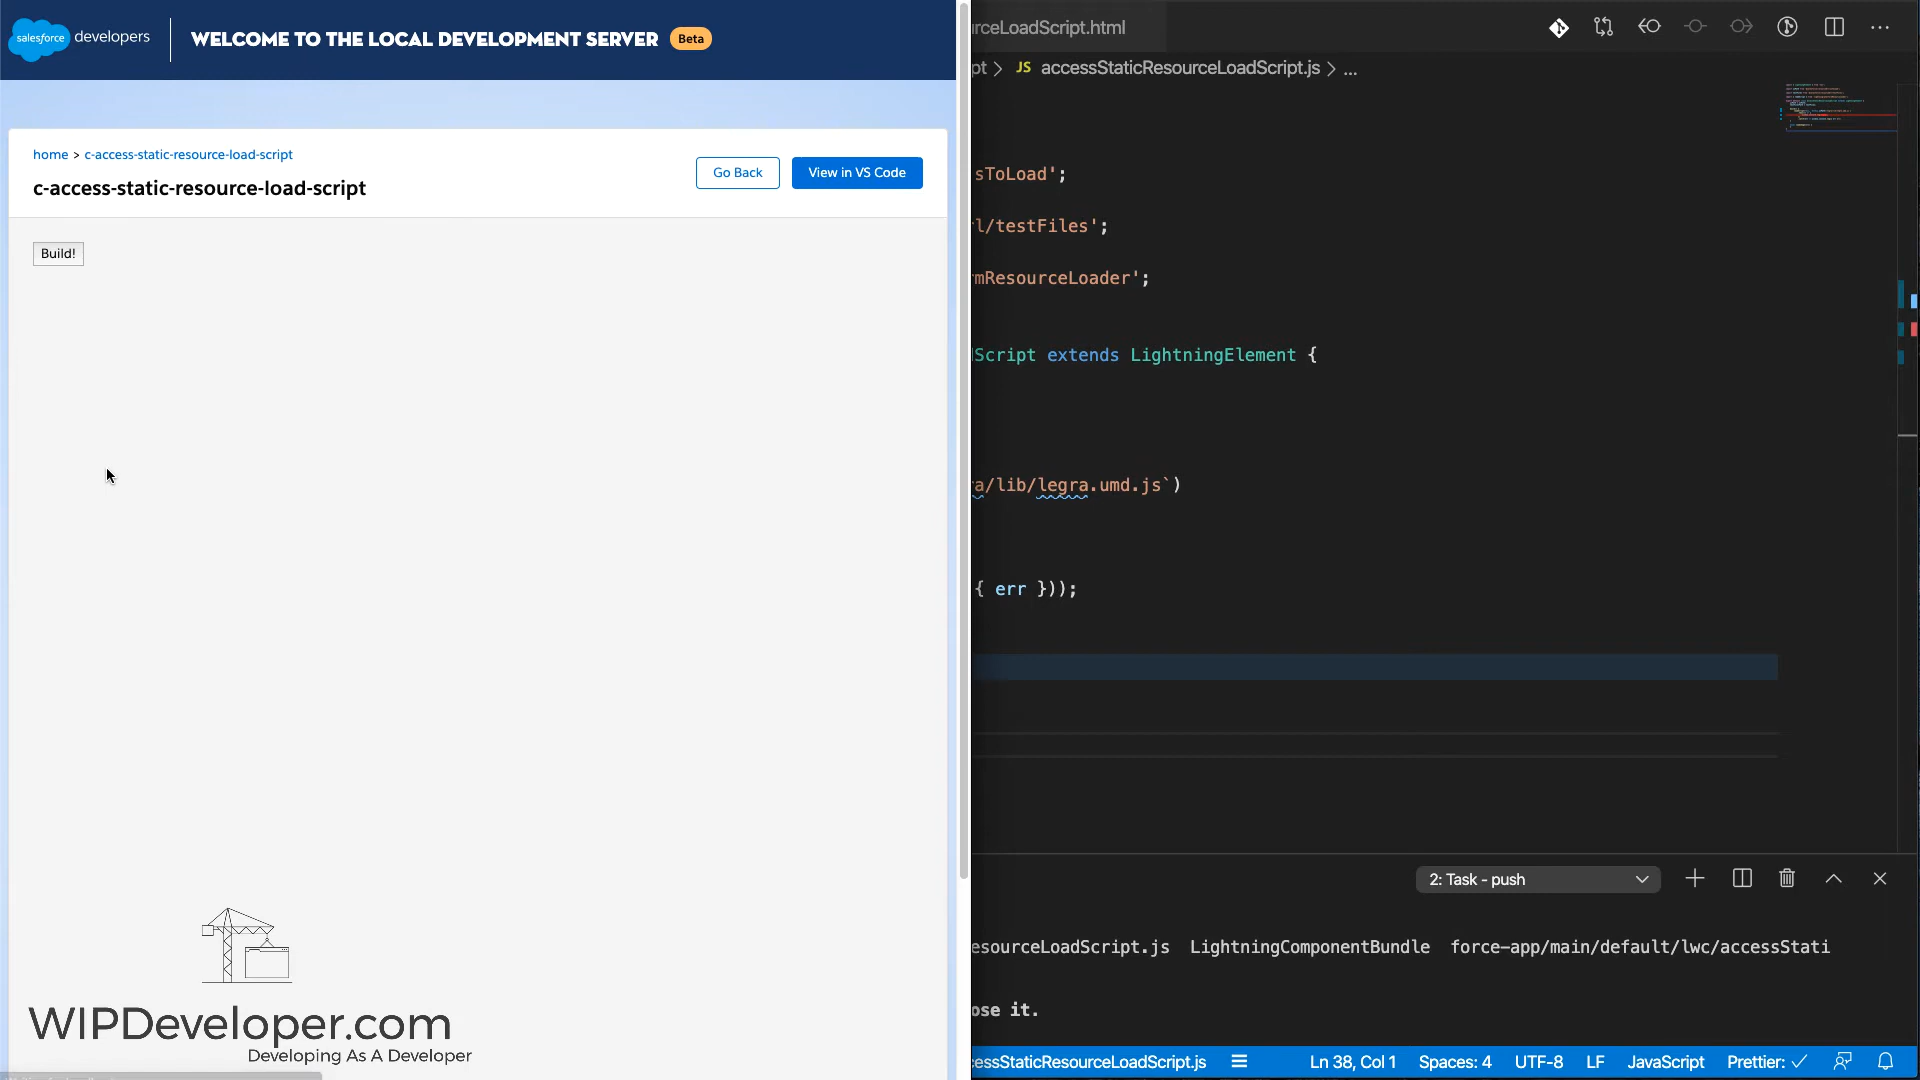 salesforce developers
WELCOME TO THE LOCAL DEVELOPMENT SERVER Beta
home > c-access-static-resource-load-script
c-access-static-resource-load-script
Go Back
View in VS Code
Build!
WIPDeveloper.com
Developing As A Developer
rceLoadScript.html
pt > JS accessStaticResourceLoadScript.js > ...
sToLoad';
l/testFiles';
mResourceLoader';
dScript extends LightningElement {
ra/lib/legra.umd.js`)
{ err }));
2: Task - push
esourceLoadScript.js LightningComponentBundle force-app/main/default/lwc/accessStati
ose it.
cessStaticResourceLoadScript.js
Ln 38, Col 1
Spaces: 4
UTF-8
LF
JavaScript
Prettier: ✓